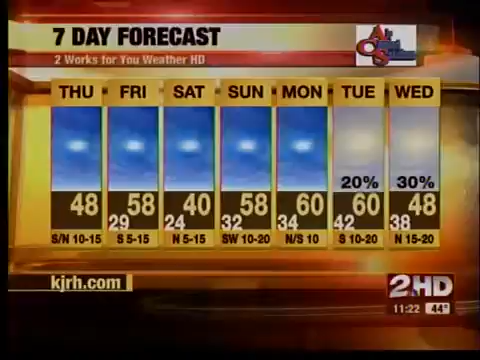 7 DAY FORECAST
2 Works for You Weather HD
THU FRI SAT SUN MON TUE WED
20% 30%
48 58 40 58 60 60 48
29 24 32 34 42 38
S/N 10-15 S 5-15 N 5-15 SW 10-20 N/S 10 S 10-20 N 15-20
kjrh.com
2HD
11:22 44°